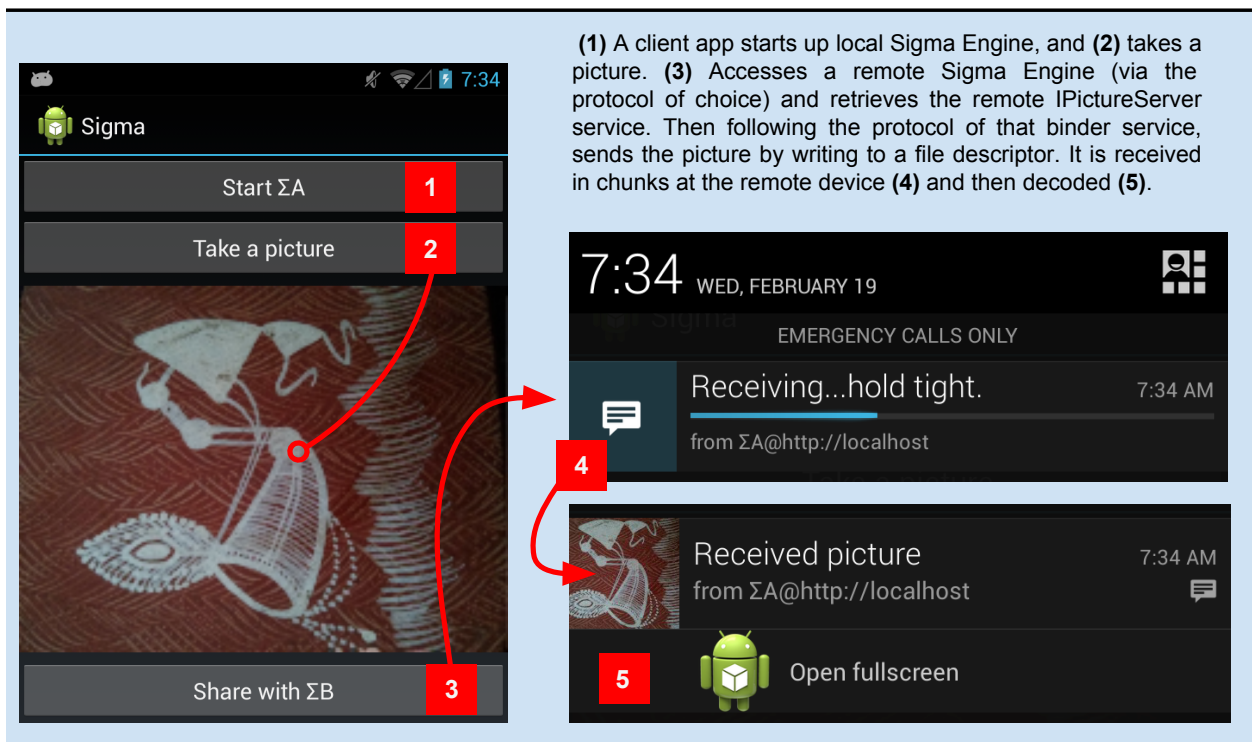 (1) A client app starts up local Sigma Engine, and (2) takes a
picture. (3) Accesses a remote Sigma Engine (via the
protocol of choice) and retrieves the remote IPictureServer
service. Then following the protocol of that binder service,
sends the picture by writing to a file descriptor. It is received
in chunks at the remote device (4) and then decoded (5).
7:34
Sigma
Start ΣA
1
Take a picture
2
Share with ΣB
3
7:34 WED, FEBRUARY 19
Sigma
EMERGENCY CALLS ONLY
Receiving...hold tight. 7:34 AM
from ΣA@http://localhost
4
Received picture 7:34 AM
from ΣA@http://localhost
5
Open fullscreen